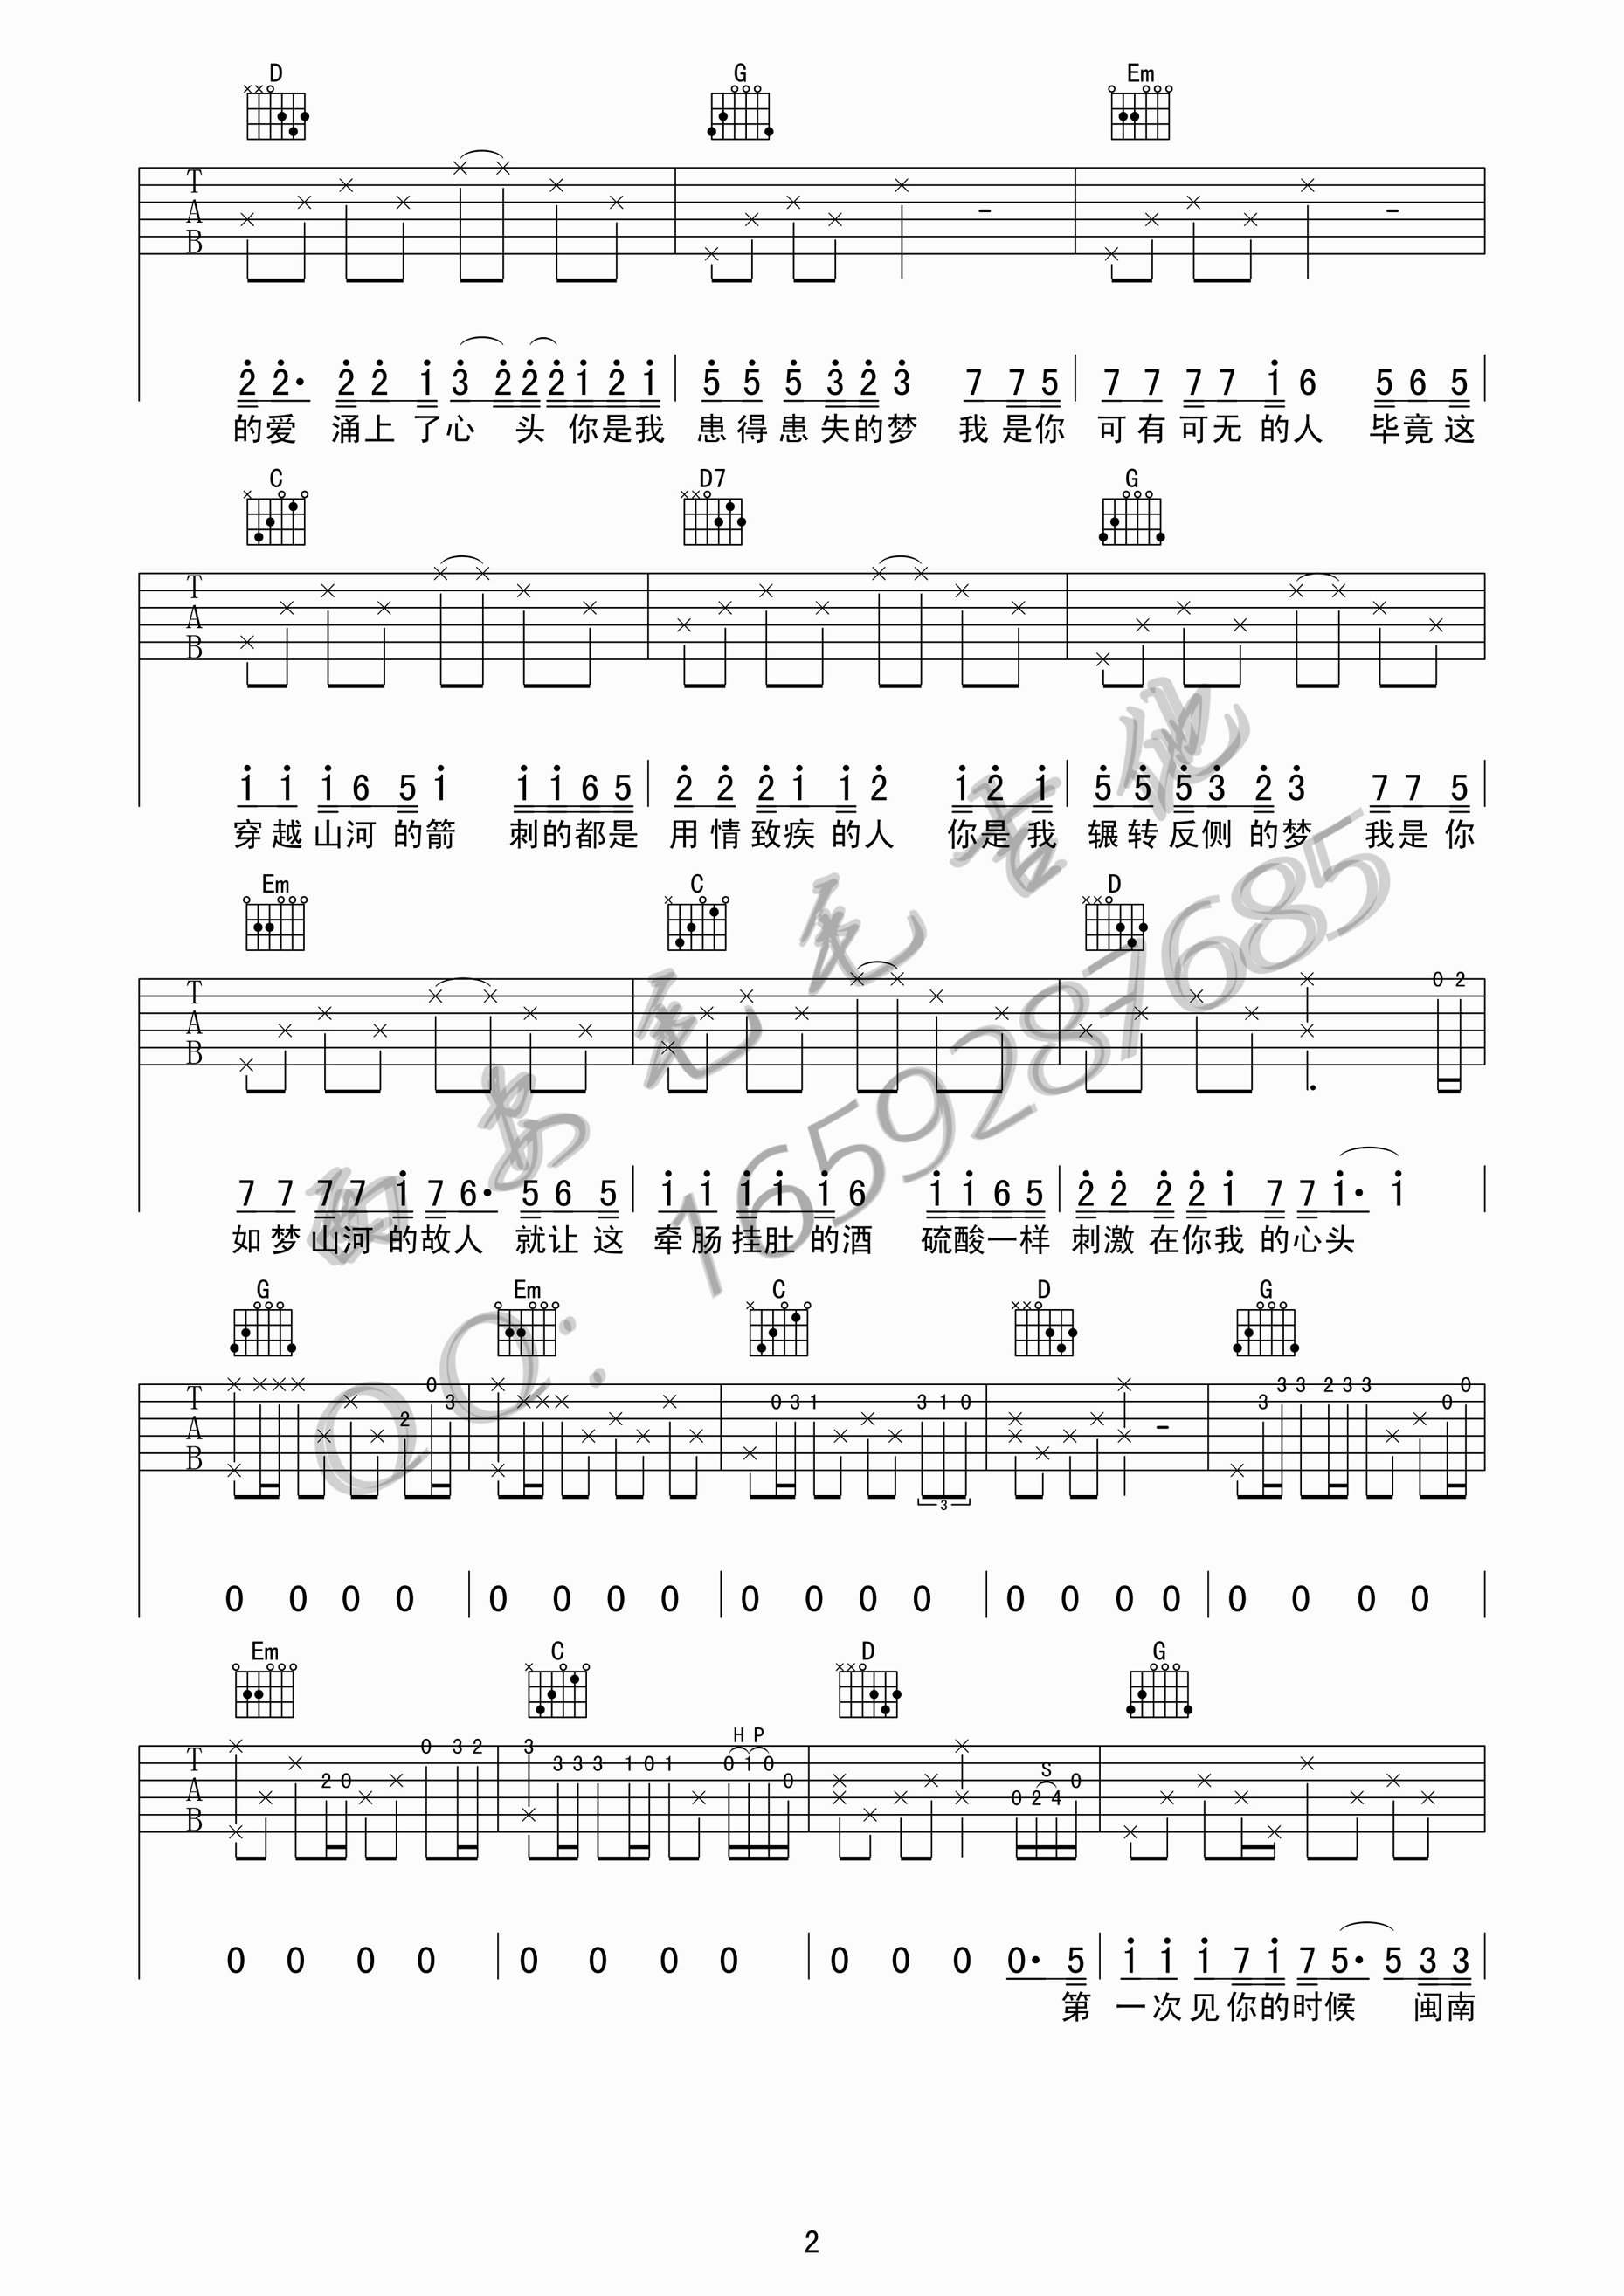 D G Em
T
A
B
2 2· 2 2 1 3 2 2 2 1 2 1 5 5 5 3 2 3 7 7 5 7 7 7 7 1 6 5 6 5
的爱 涌上 了心 头 你是我 患得患失的梦 我是你 可有可无的人 毕竟这
C D7 G
T
A
B
1 1 1 6 5 1 1 1 6 5 2 2 2 1 1 2 1 2 1 5 5 5 3 2 3 7 7 5
穿越山河的箭 刺的都是 用情致疾的人 你是我 辗转反侧的梦 我是你
Em C D
T
A
B
0 2
7 7 7 7 1 7 6· 5 6 5 1 1 1 1 1 6 1 1 6 5 2 2 2 2 1 7 7 1· 1
如梦山河的故人 就让这 牵肠挂肚的酒 硫酸一样 刺激在你我的心头
G Em C D G
T
A
B
2 0 3 0 3 1 3 1 0 3 3 3 2 3 3 0 0
3
0 0 0 0 0 0 0 0 0 0 0 0 0 0 0 0 0 0 0 0
Em C D G
H P
S
T
A
B
2 0 0 3 2 3 3 3 3 1 0 1 0 1 0 0 0 2 4 0
0 0 0 0 0 0 0 0 0 0 0 0· 5 1 1 1 7 1 7 5· 5 3 3
第 一次见你的时候 闽南
西安尾尾吉他
QQ: 1659287685
2